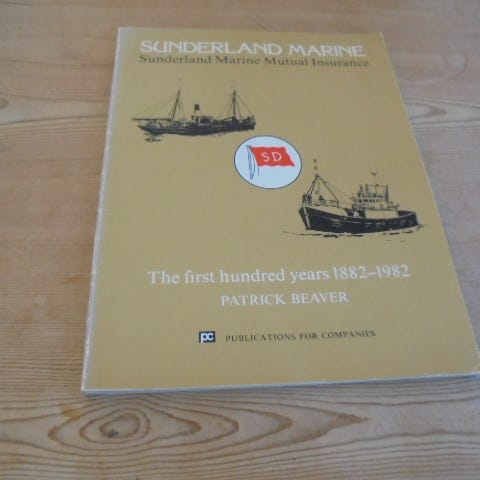 SUNDERLAND MARINE
Sunderland Marine Mutual Insurance
SD
The first hundred years 1882–1982
PATRICK BEAVER
pc PUBLICATIONS FOR COMPANIES